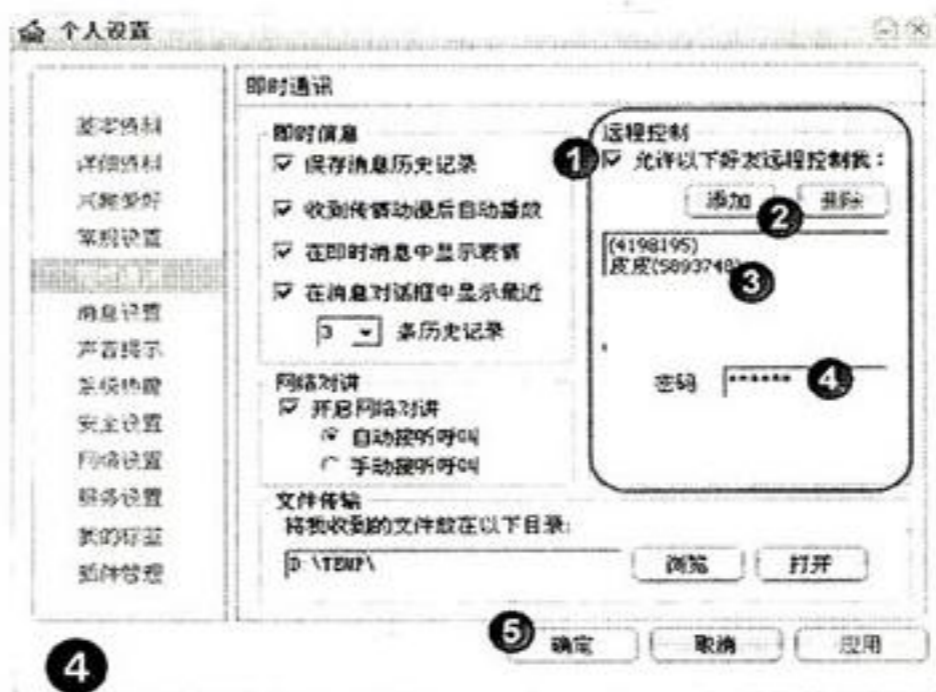 个人设置
基本资料
详细资料
兴趣爱好
常规设置
消息设置
声音提示
系统热键
安全设置
网络设置
服务设置
我的标签
插件管理
即时通讯
即时信息
保存消息历史记录
收到传情动漫后自动播放
在即时消息中显示表情
在消息对话框中显示最近
3 条历史记录
网络对讲
开启网络对讲
自动接听呼叫
手动接听呼叫
远程控制
1 允许以下好友远程控制我:
添加 2 删除
(4198195)
皮皮(5893748) 3
密码 ****** 4
文件传输
将我收到的文件放在以下目录:
D:\TEMP\ 浏览 打开
5 确定 取消 应用
4